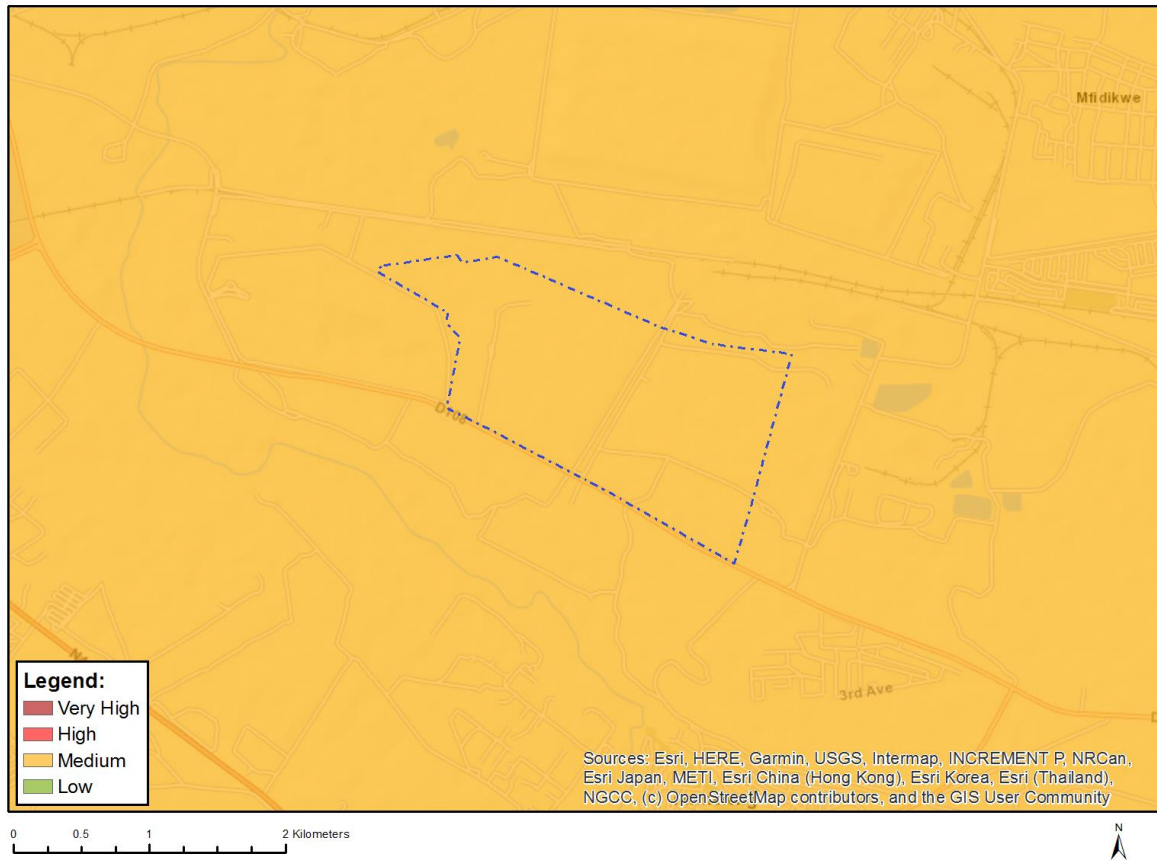 Mfidikwe
D108
N4
3rd Ave
D
Legend:
Very High
High
Medium
Low
Sources: Esri, HERE, Garmin, USGS, Intermap, INCREMENT P, NRCan,
Esri Japan, METI, Esri China (Hong Kong), Esri Korea, Esri (Thailand),
NGCC, (c) OpenStreetMap contributors, and the GIS User Community
0 0.5 1 2 Kilometers
N